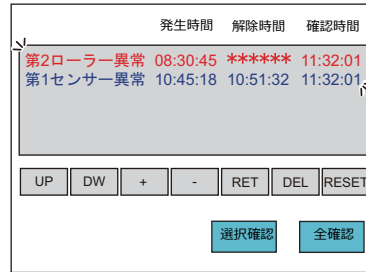 発生時間 解除時間 確認時間
第2ローラー異常 08:30:45 ****** 11:32:01
第1センサー異常 10:45:18 10:51:32 11:32:01
UP DW + - RET DEL RESET
選択確認 全確認